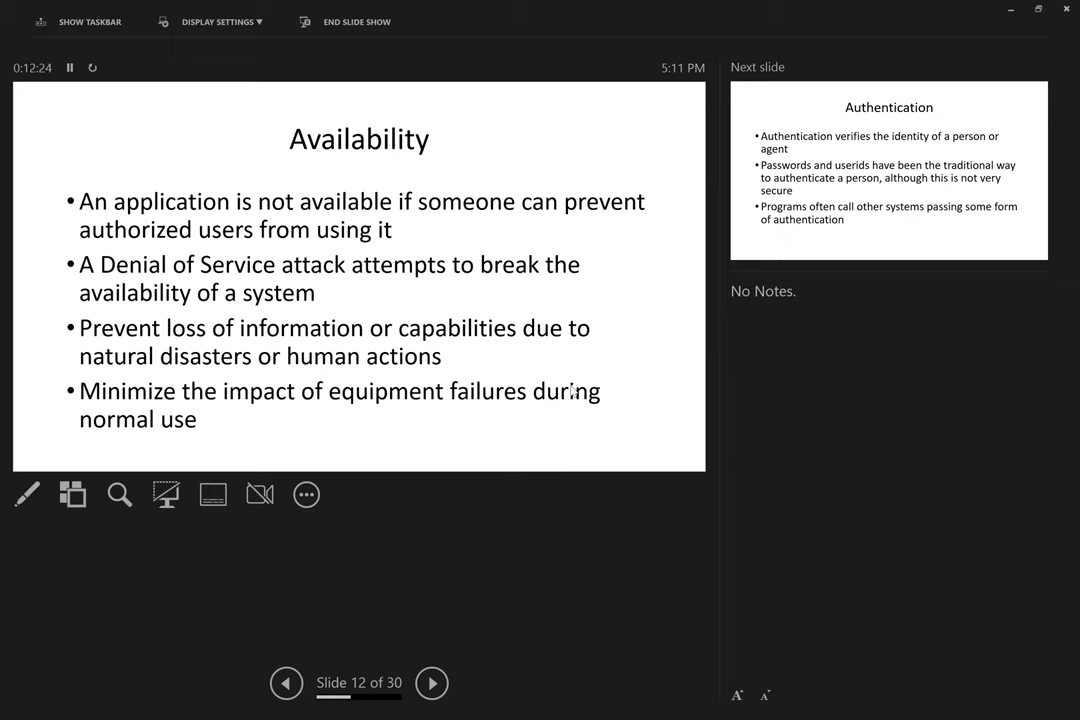 SHOW TASKBAR
DISPLAY SETTINGS ▼
END SLIDE SHOW
0:12:24
5:11 PM
Availability
• An application is not available if someone can prevent
authorized users from using it
• A Denial of Service attack attempts to break the
availability of a system
• Prevent loss of information or capabilities due to
natural disasters or human actions
• Minimize the impact of equipment failures during
normal use
Slide 12 of 30
Next slide
Authentication
• Authentication verifies the identity of a person or
agent
• Passwords and userids have been the traditional way
to authenticate a person, although this is not very
secure
• Programs often call other systems passing some form
of authentication
No Notes.
A A